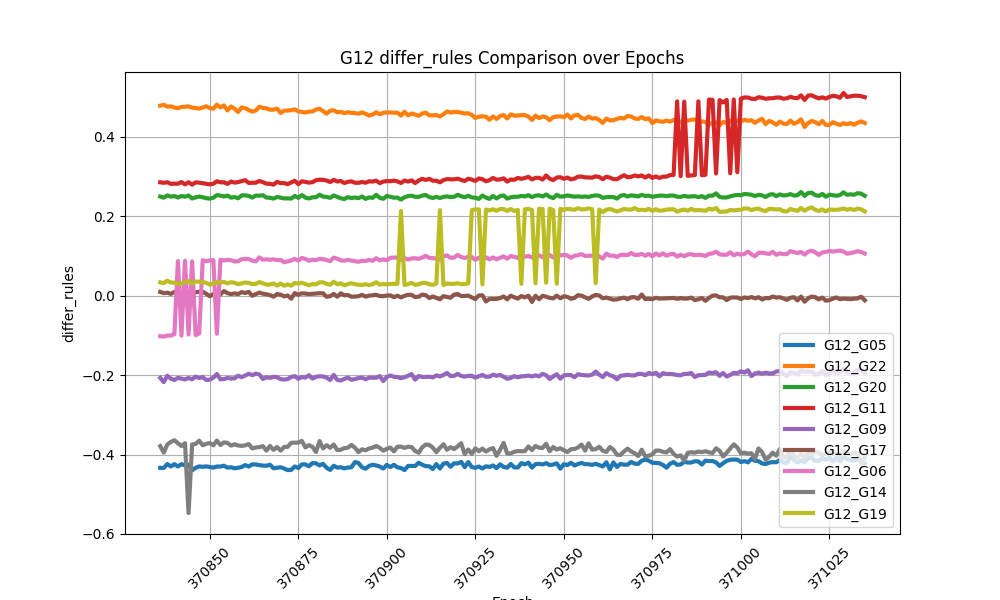 G12 differ_rules Comparison over Epochs
differ_rules
0.4
0.2
0.0
−0.2
−0.4
−0.6
370850
370875
370900
370925
370950
370975
371000
371025
Epoch
G12_G05
G12_G22
G12_G20
G12_G11
G12_G09
G12_G17
G12_G06
G12_G14
G12_G19